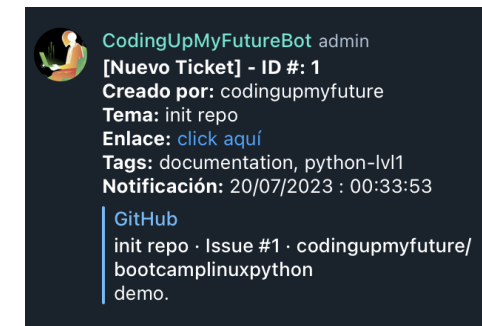 CodingUpMyFutureBot admin
[Nuevo Ticket] - ID #: 1
Creado por: codingupmyfuture
Tema: init repo
Enlace: click aquí
Tags: documentation, python-lvl1
Notificación: 20/07/2023 : 00:33:53
GitHub
init repo · Issue #1 · codingupmyfuture/
bootcamplinuxpython
demo.